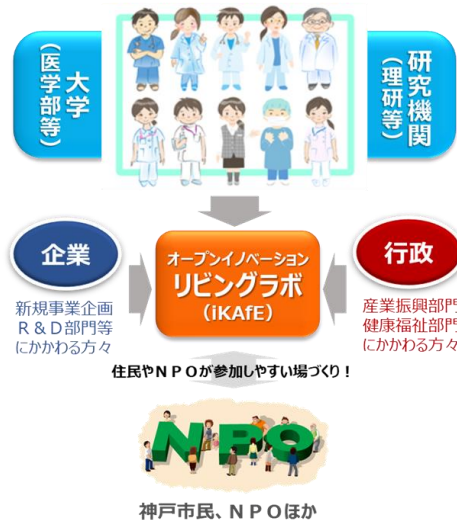 大学
（医学部等）
研究機関
（理研等）
企業
新規事業企画
Ｒ＆Ｄ部門等
にかかわる方々
オープンイノベーション
リビングラボ
（iKAfE）
行政
産業振興部門
健康福祉部門
にかかわる方々
住民やＮＰＯが参加しやすい場づくり！
NPO
神戸市民、ＮＰＯほか